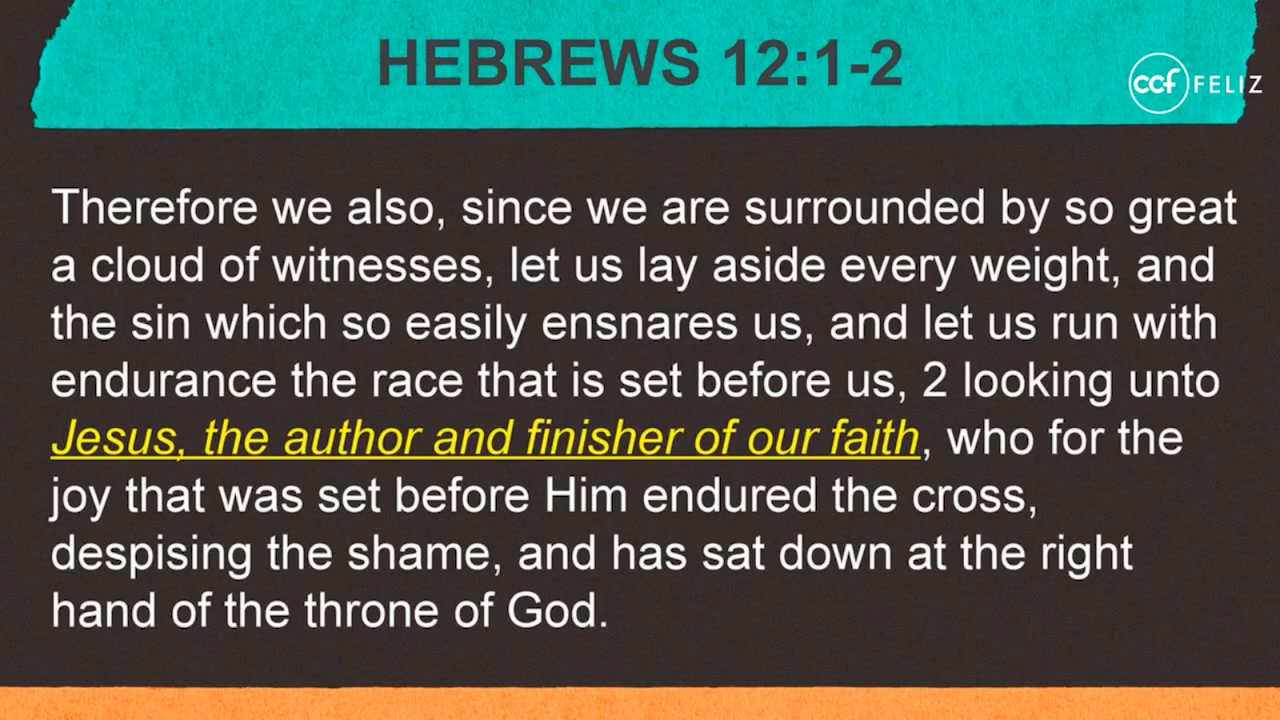 HEBREWS 12:1-2
ccf FELIZ
Therefore we also, since we are surrounded by so great
a cloud of witnesses, let us lay aside every weight, and
the sin which so easily ensnares us, and let us run with
endurance the race that is set before us, 2 looking unto
Jesus, the author and finisher of our faith, who for the
joy that was set before Him endured the cross,
despising the shame, and has sat down at the right
hand of the throne of God.